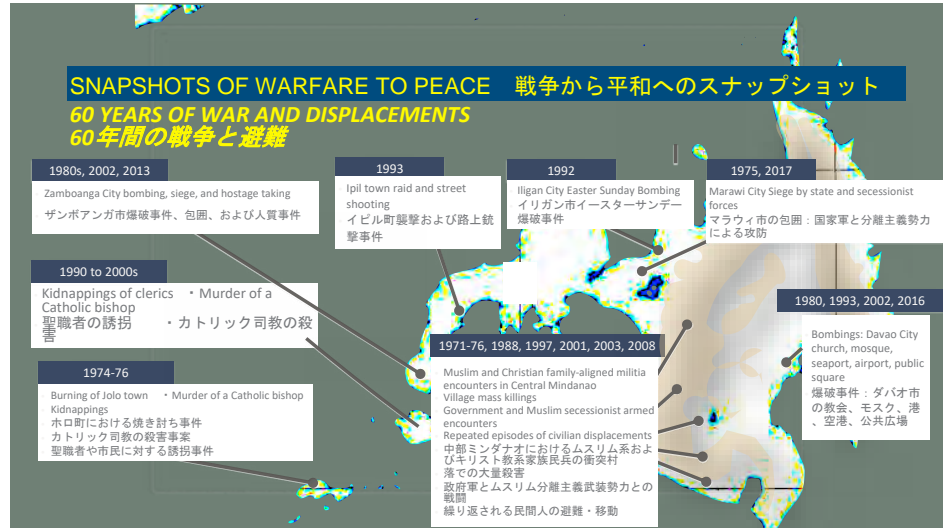 SNAPSHOTS OF WARFARE TO PEACE　戦争から平和へのスナップショット
60 YEARS OF WAR AND DISPLACEMENTS
60年間の戦争と避難
1980s, 2002, 2013
Zamboanga City bombing, siege, and hostage taking
ザンボアンガ市爆破事件、包囲、および人質事件
1993
Ipil town raid and street
shooting
イピル町襲撃および路上銃
撃事件
1992
Iligan City Easter Sunday Bombing
イリガン市イースターサンデー
爆破事件
1975, 2017
Marawi City Siege by state and secessionist
forces
マラウィ市の包囲：国家軍と分離主義勢力
による攻防
1990 to 2000s
Kidnappings of clerics ・Murder of a
Catholic bishop
聖職者の誘拐　・カトリック司教の殺
害
1974-76
Burning of Jolo town ・Murder of a Catholic bishop
Kidnappings
ホロ町における焼き討ち事件
カトリック司教の殺害事案
聖職者や市民に対する誘拐事件
1971-76, 1988, 1997, 2001, 2003, 2008
Muslim and Christian family-aligned militia
encounters in Central Mindanao
Village mass killings
Government and Muslim secessionist armed
encounters
Repeated episodes of civilian displacements
中部ミンダナオにおけるムスリム系およ
びキリスト教系家族民兵の衝突村
落での大量殺害
政府軍とムスリム分離主義武装勢力との
戦闘
繰り返される民間人の避難・移動
1980, 1993, 2002, 2016
Bombings: Davao City
church, mosque,
seaport, airport, public
square
爆破事件：ダバオ市
の教会、モスク、港
、空港、公共広場